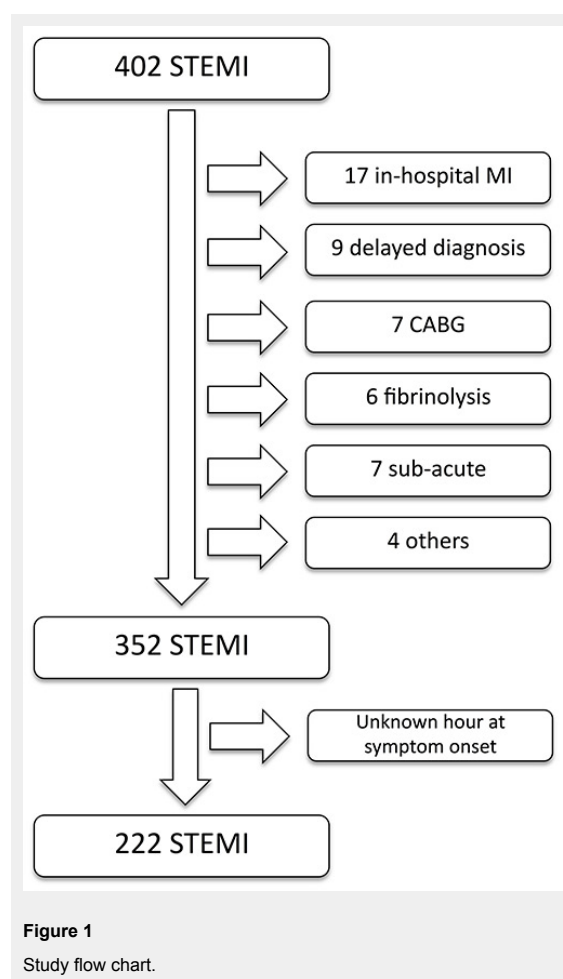 402 STEMI
17 in-hospital MI
9 delayed diagnosis
7 CABG
6 fibrinolysis
7 sub-acute
4 others
352 STEMI
Unknown hour at
symptom onset
222 STEMI
Figure 1
Study flow chart.